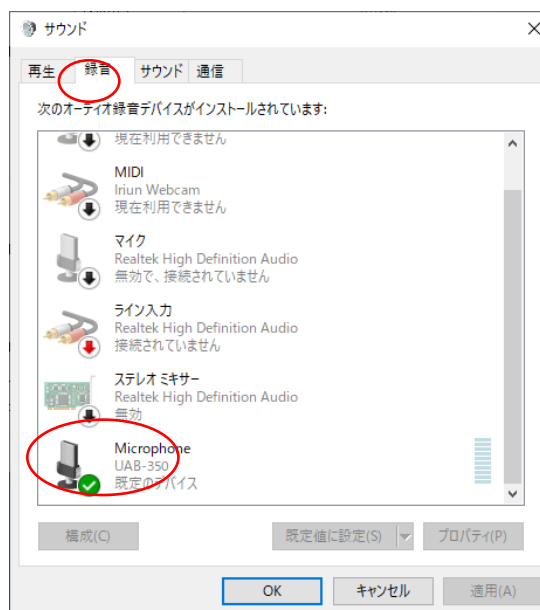 サウンド
再生
録音
サウンド
通信
次のオーディオ録音デバイスがインストールされています:
現在利用できません
MIDI
Iriun Webcam
現在利用できません
マイク
Realtek High Definition Audio
無効で、接続されていません
ライン入力
Realtek High Definition Audio
接続されていません
ステレオ ミキサー
Realtek High Definition Audio
無効
Microphone
UAB-350
既定のデバイス
構成(C)
既定値に設定(S)
プロパティ(P)
OK
キャンセル
適用(A)